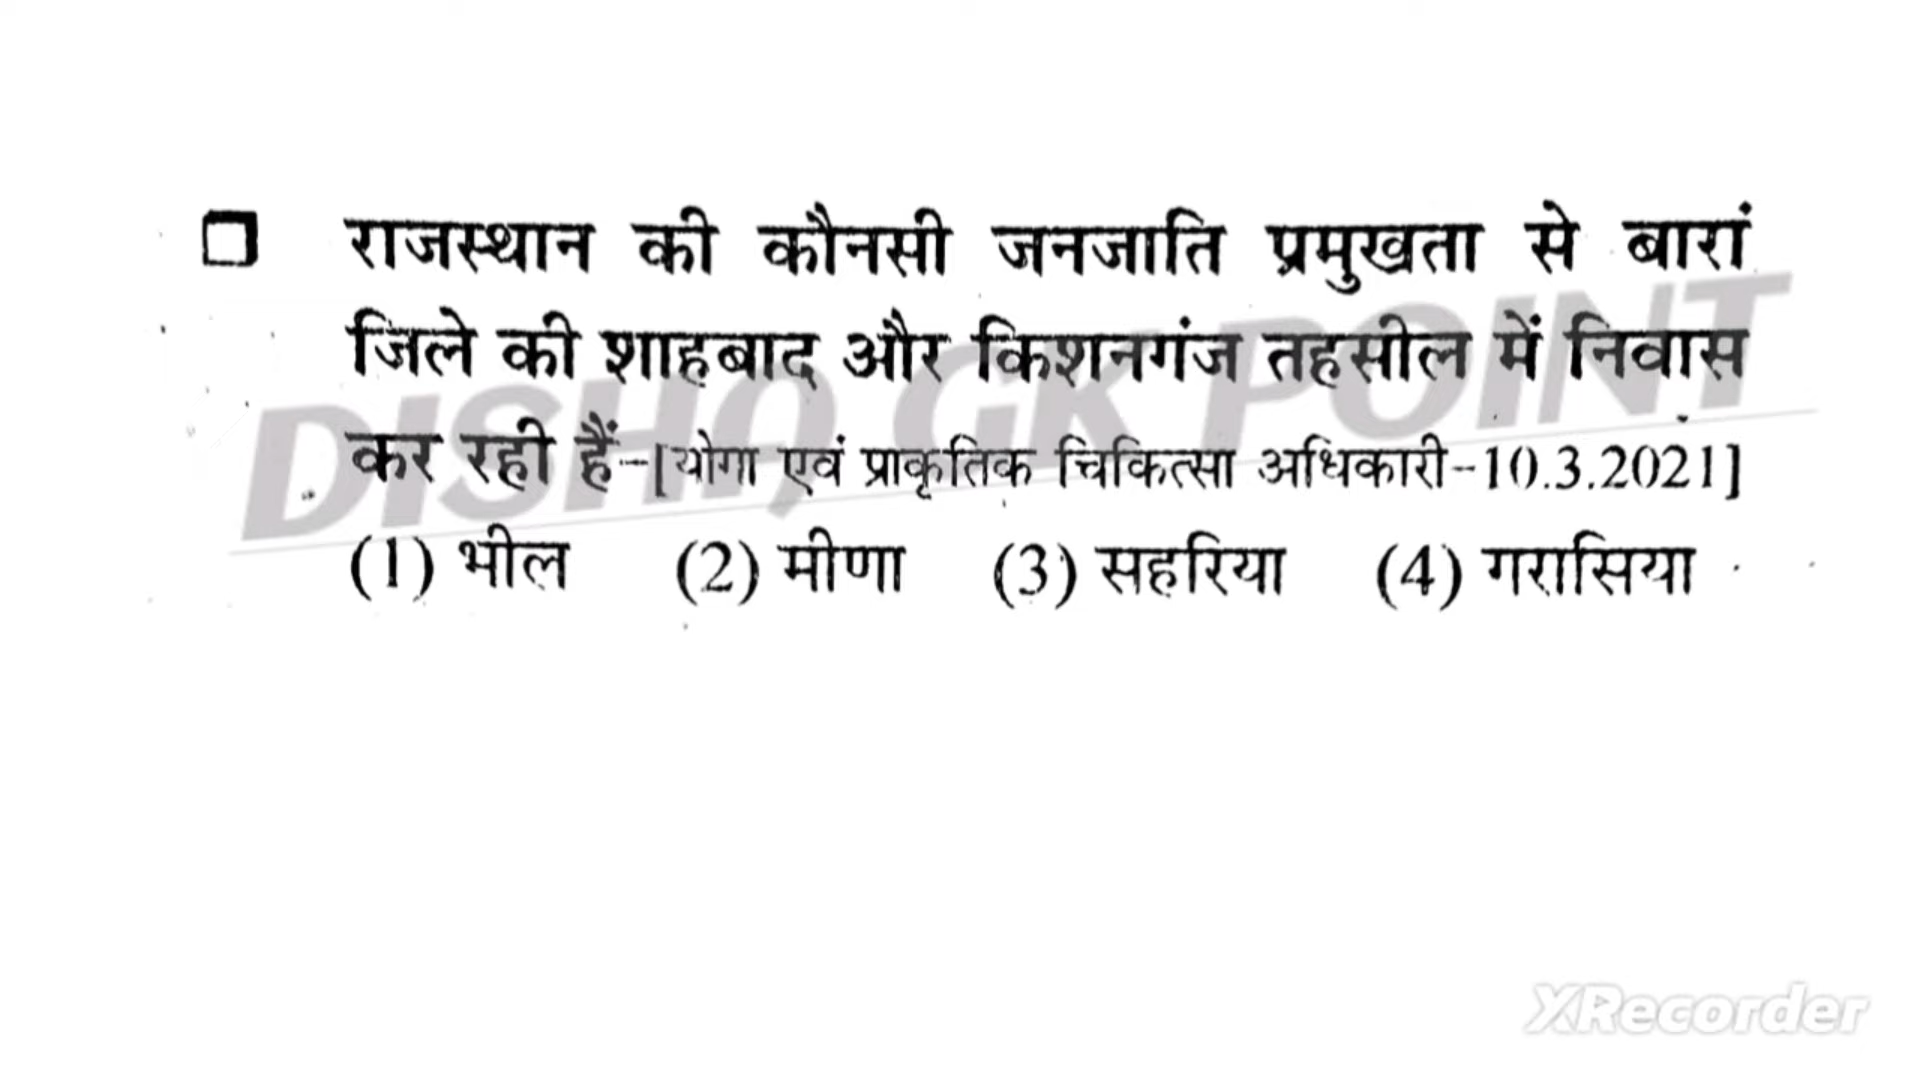 राजस्थान की कौनसी जनजाति प्रमुखता से बारां
जिले की शाहबाद और किशनगंज तहसील में निवास
कर रही हैं-[योगा एवं प्राकृतिक चिकित्सा अधिकारी-10.3.2021]
(1) भील (2) मीणा (3) सहरिया (4) गरासिया
DISHA GK POINT
XRecorder